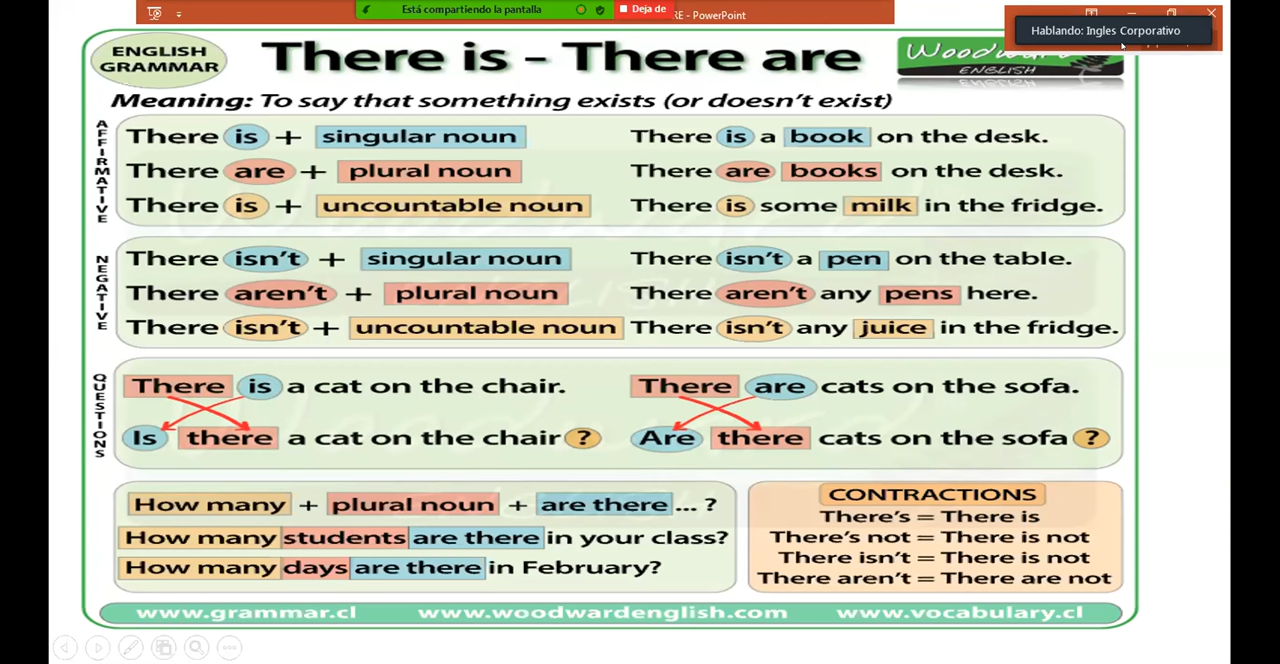 Está compartiendo la pantalla
Deja de
RE - PowerPoint
Hablando: Ingles Corporativo
ENGLISH
GRAMMAR
There is - There are
Woodward
ENGLISH
Meaning: To say that something exists (or doesn't exist)
AFFIRMATIVE
There is + singular noun
There is a book on the desk.
There are + plural noun
There are books on the desk.
There is + uncountable noun
There is some milk in the fridge.
NEGATIVE
There isn't + singular noun
There isn't a pen on the table.
There aren't + plural noun
There aren't any pens here.
There isn't + uncountable noun
There isn't any juice in the fridge.
QUESTIONS
There is a cat on the chair.
Is there a cat on the chair ?
There are cats on the sofa.
Are there cats on the sofa ?
How many + plural noun + are there ... ?
How many students are there in your class?
How many days are there in February?
CONTRACTIONS
There's = There is
There's not = There is not
There isn't = There is not
There aren't = There are not
www.grammar.cl www.woodwardenglish.com www.vocabulary.cl